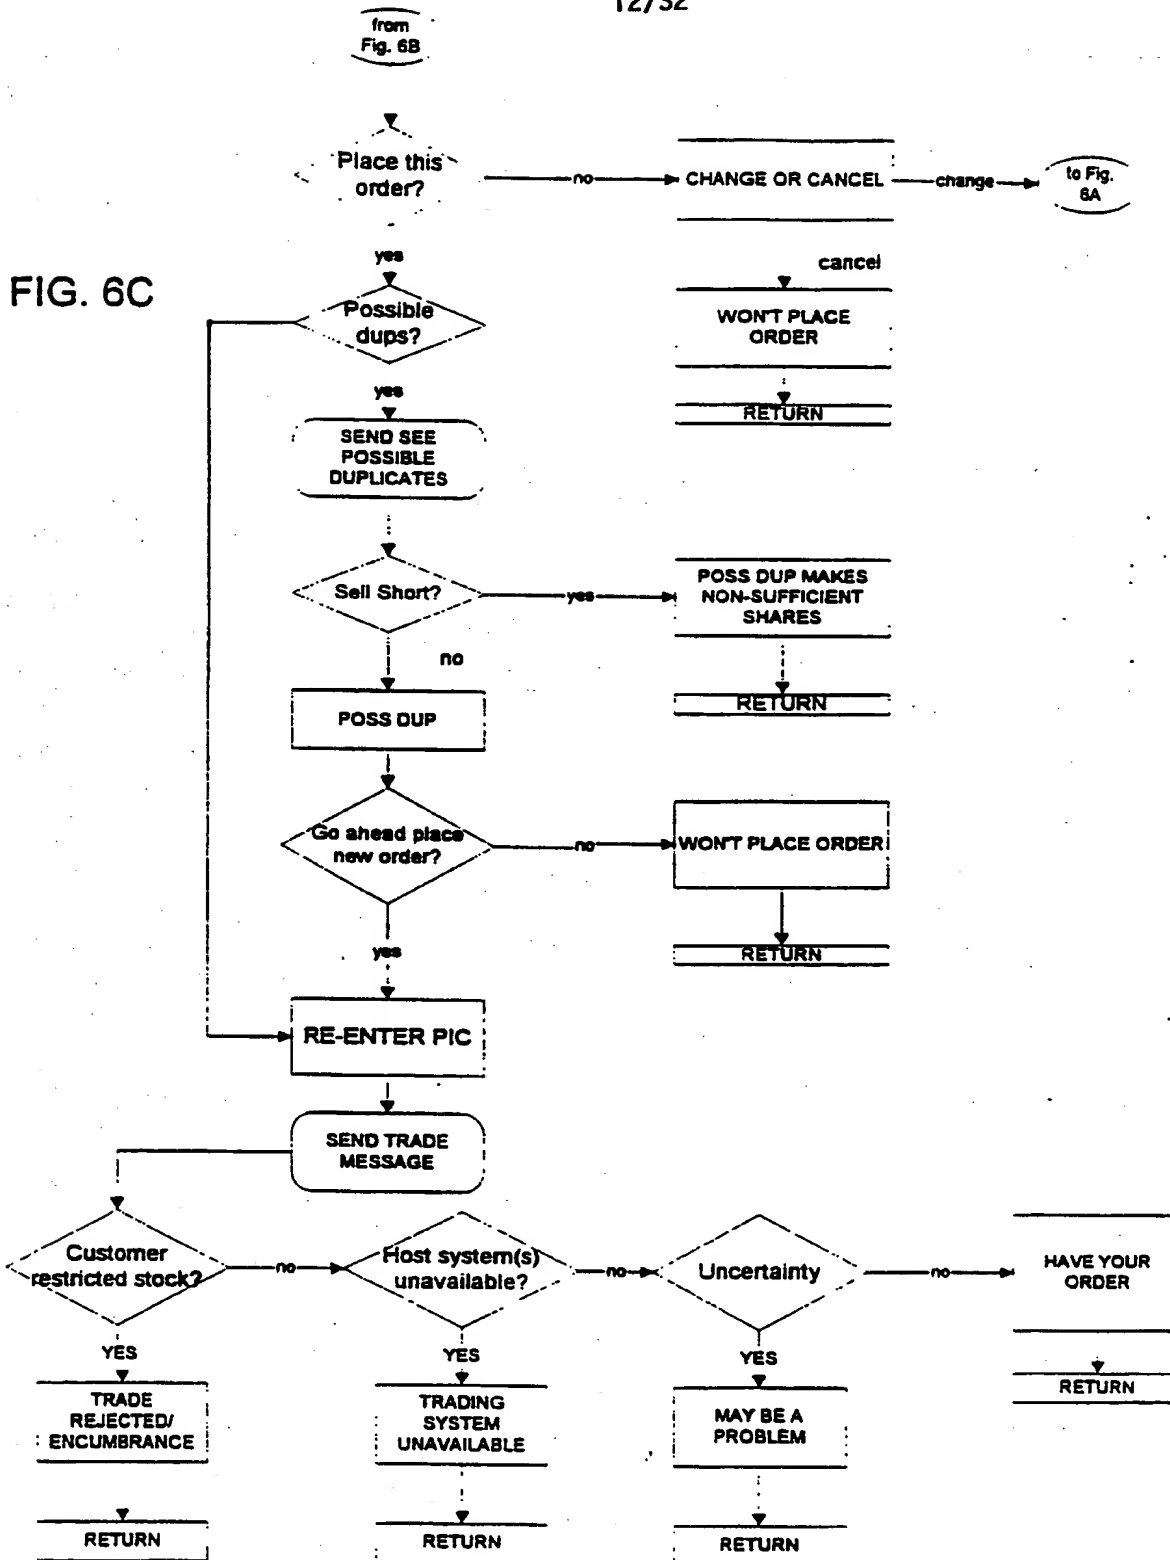 12/32
from
Fig. 6B
Place this
order?
no
CHANGE OR CANCEL
change
to Fig.
6A
yes
cancel
FIG. 6C
Possible
dups?
WON'T PLACE
ORDER
yes
RETURN
SEND SEE
POSSIBLE
DUPLICATES
Sell Short?
yes
POSS DUP MAKES
NON-SUFFICIENT
SHARES
no
RETURN
POSS DUP
Go ahead place
new order?
no
WON'T PLACE ORDER
yes
RETURN
RE-ENTER PIC
SEND TRADE
MESSAGE
Customer
restricted stock?
no
Host system(s)
unavailable?
no
Uncertainty
no
HAVE YOUR
ORDER
YES
YES
YES
RETURN
TRADE
REJECTED/
ENCUMBRANCE
TRADING
SYSTEM
UNAVAILABLE
MAY BE A
PROBLEM
RETURN
RETURN
RETURN